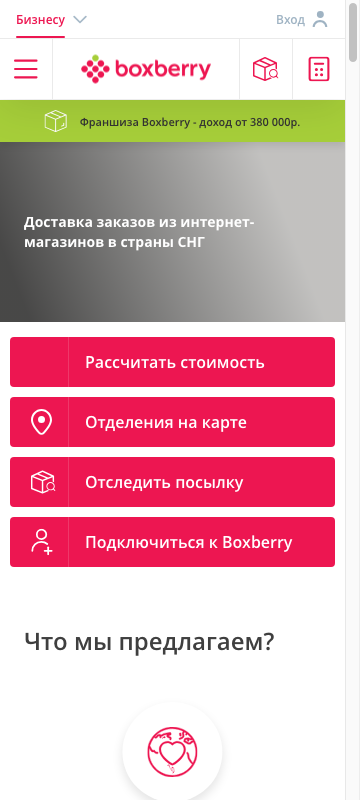 Бизнесу
Вход
boxberry
Франшиза Boxberry - доход от 380 000р.
Доставка заказов из интернет-
магазинов в страны СНГ
Рассчитать стоимость
Отделения на карте
Отследить посылку
Подключиться к Boxberry
Что мы предлагаем?